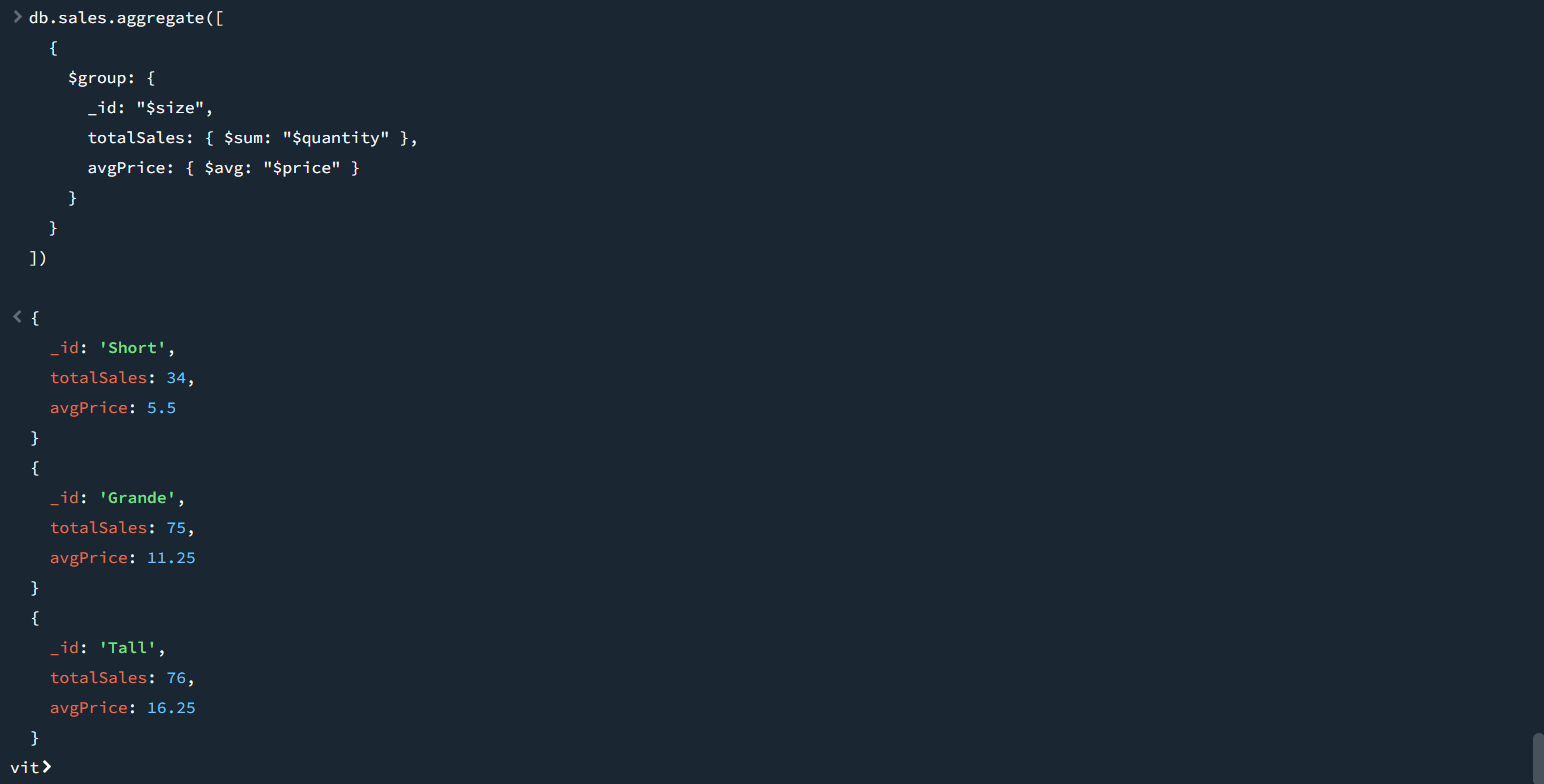 > db.sales.aggregate([
{
$group: {
_id: "$size",
totalSales: { $sum: "$quantity" },
avgPrice: { $avg: "$price" }
}
}
])
< {
_id: 'Short',
totalSales: 34,
avgPrice: 5.5
}
{
_id: 'Grande',
totalSales: 75,
avgPrice: 11.25
}
{
_id: 'Tall',
totalSales: 76,
avgPrice: 16.25
}
vit>